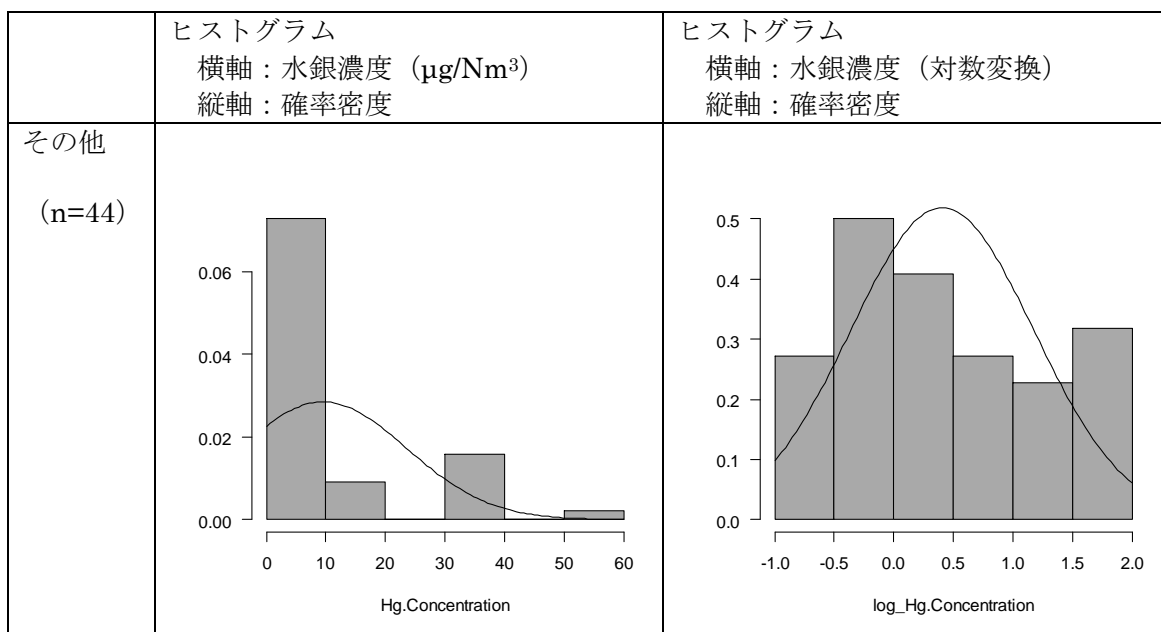 ヒストグラム
横軸：水銀濃度（µg/Nm³）
縦軸：確率密度
ヒストグラム
横軸：水銀濃度（対数変換）
縦軸：確率密度
その他
（n=44）
0.06
0.04
0.02
0.00
0 10 20 30 40 50 60
Hg.Concentration
0.5
0.4
0.3
0.2
0.1
0.0
-1.0 -0.5 0.0 0.5 1.0 1.5 2.0
log_Hg.Concentration